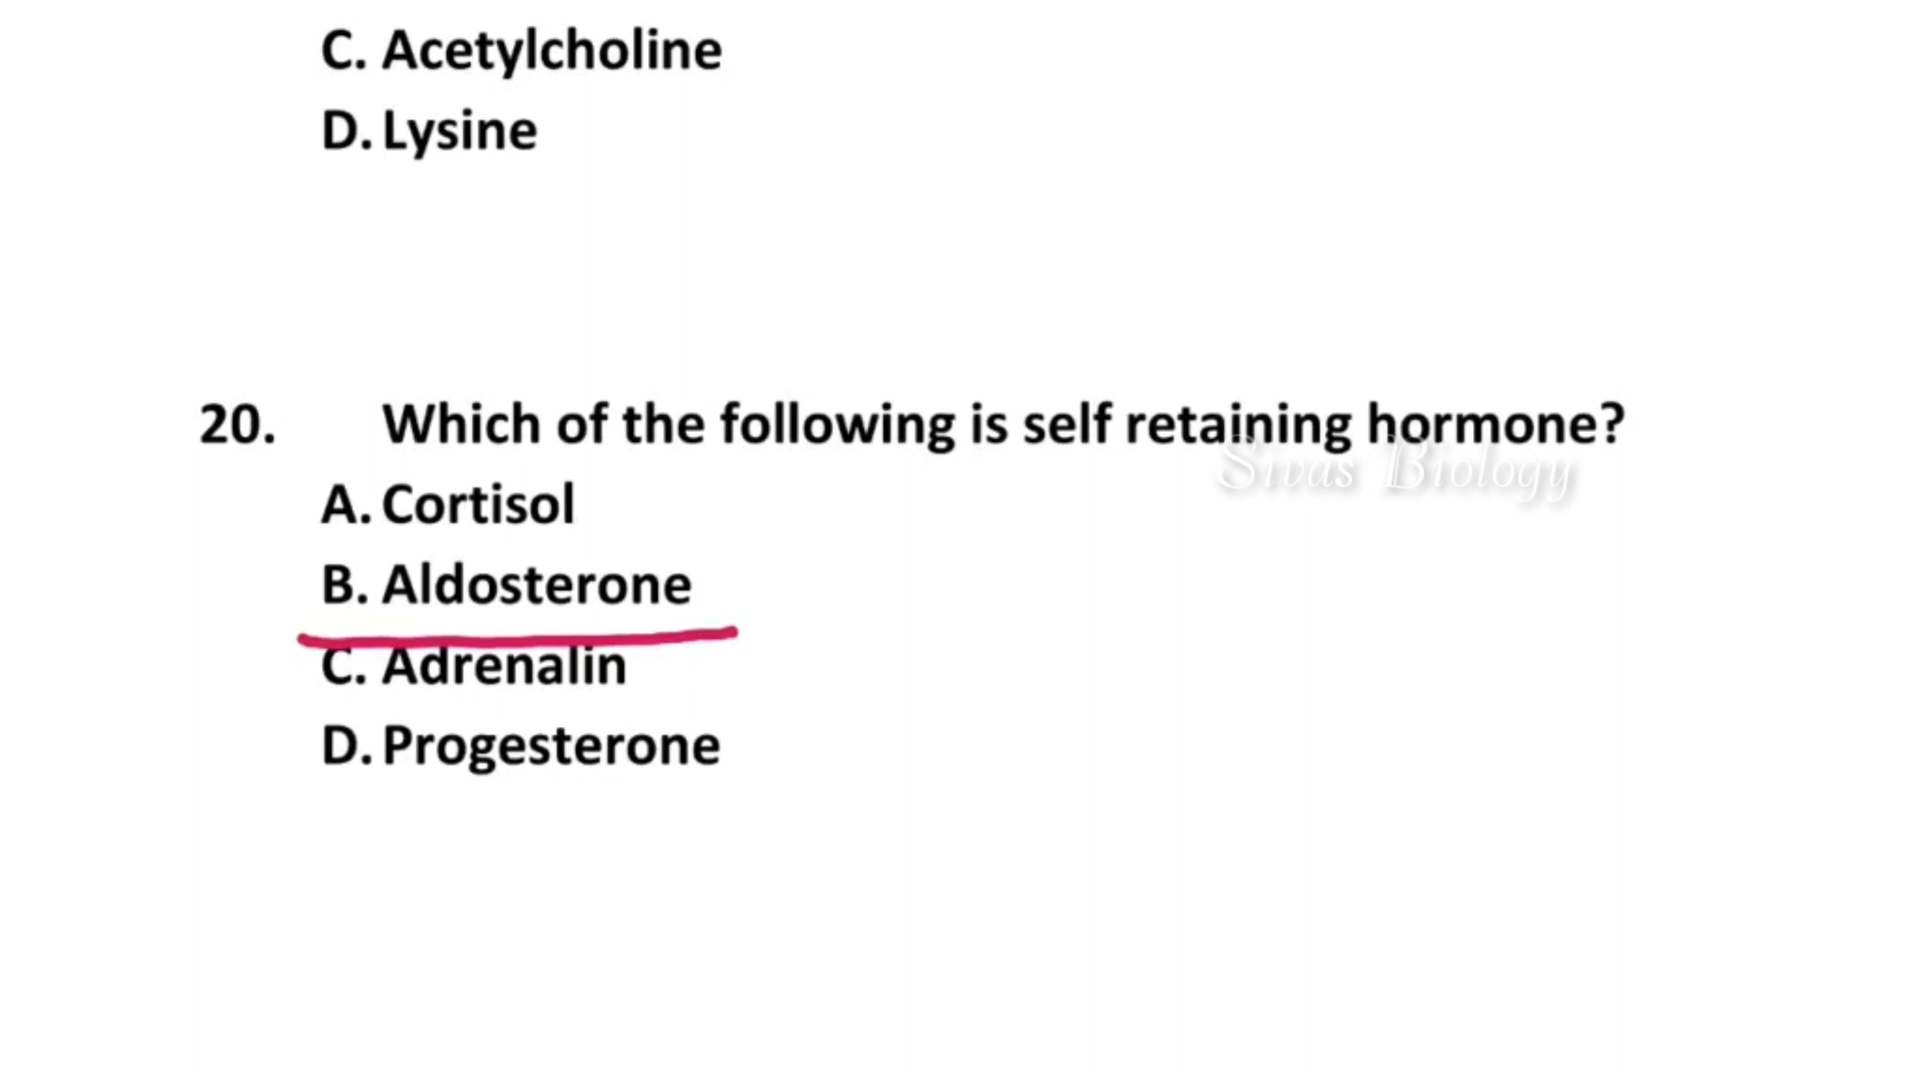 C. Acetylcholine
D. Lysine
20. Which of the following is self retaining hormone?
Sivas Biology
A. Cortisol
B. Aldosterone
C. Adrenalin
D. Progesterone